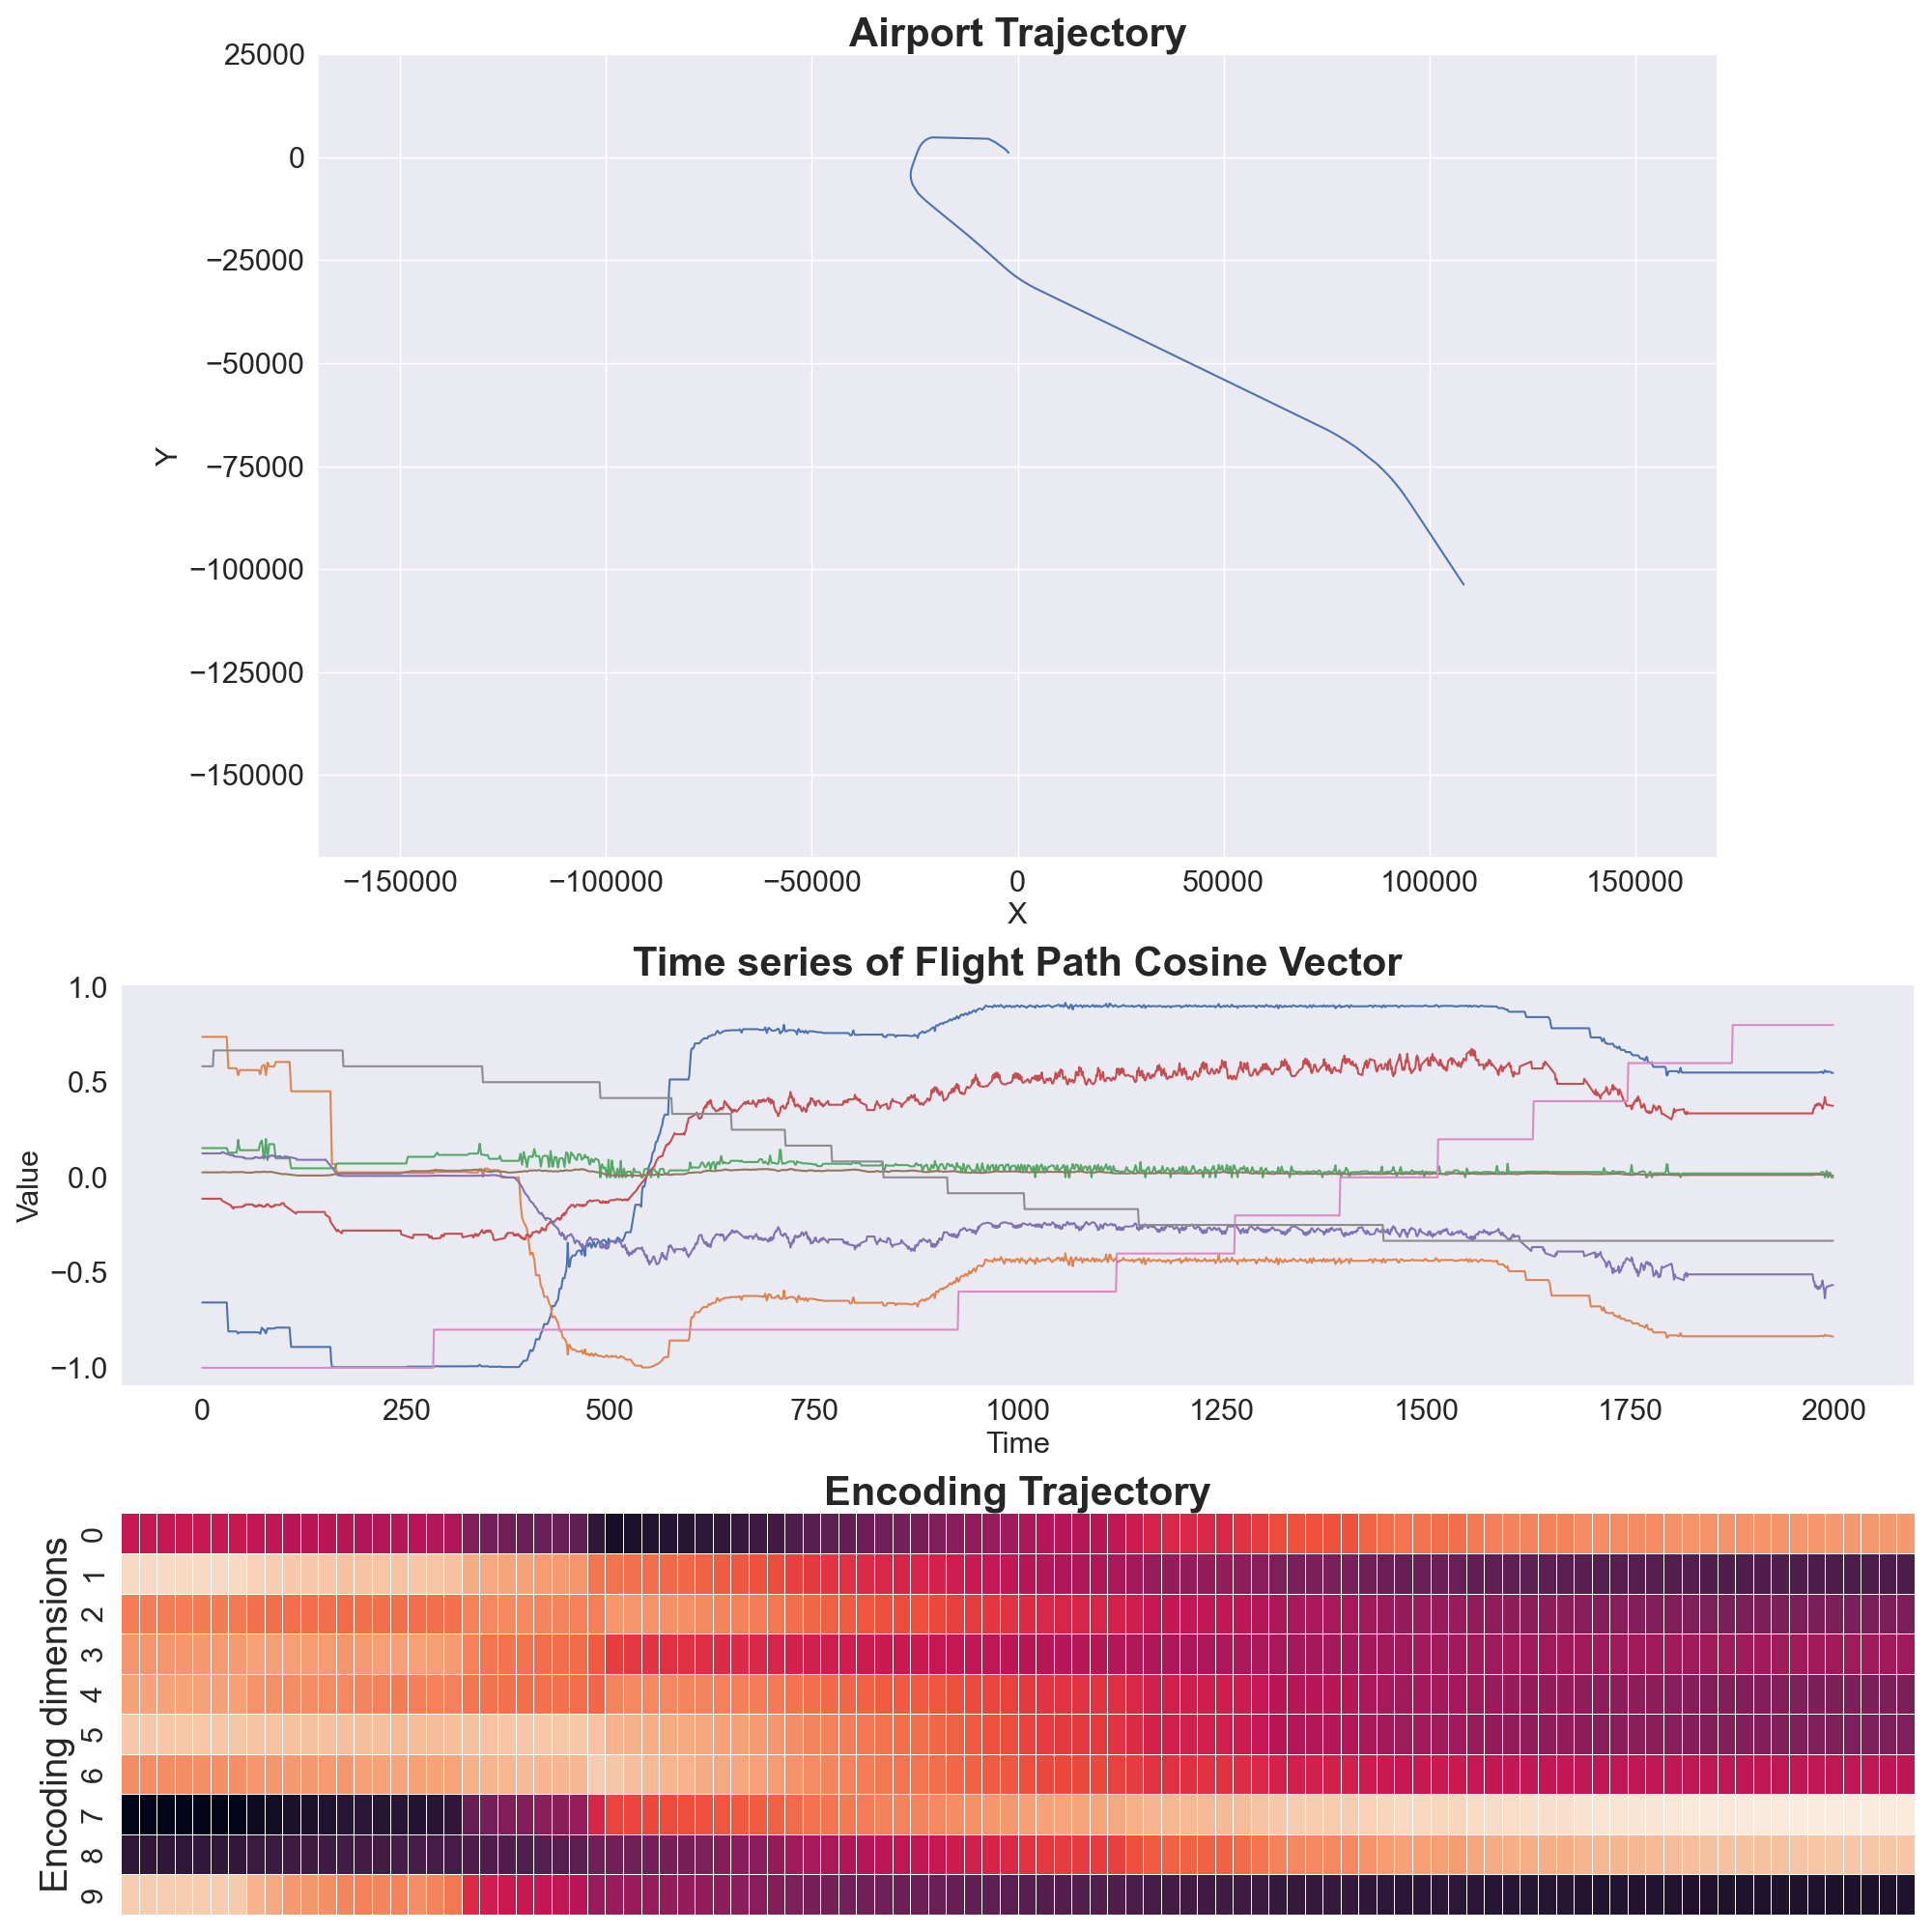 Airport Trajectory
25000
0
−25000
−50000
−75000
−100000
−125000
−150000
Y
−150000 −100000 −50000 0 50000 100000 150000
X
Time series of Flight Path Cosine Vector
1.0
0.5
0.0
−0.5
−1.0
Value
0 250 500 750 1000 1250 1500 1750 2000
Time
Encoding Trajectory
Encoding dimensions
0
1
2
3
4
5
6
7
8
9